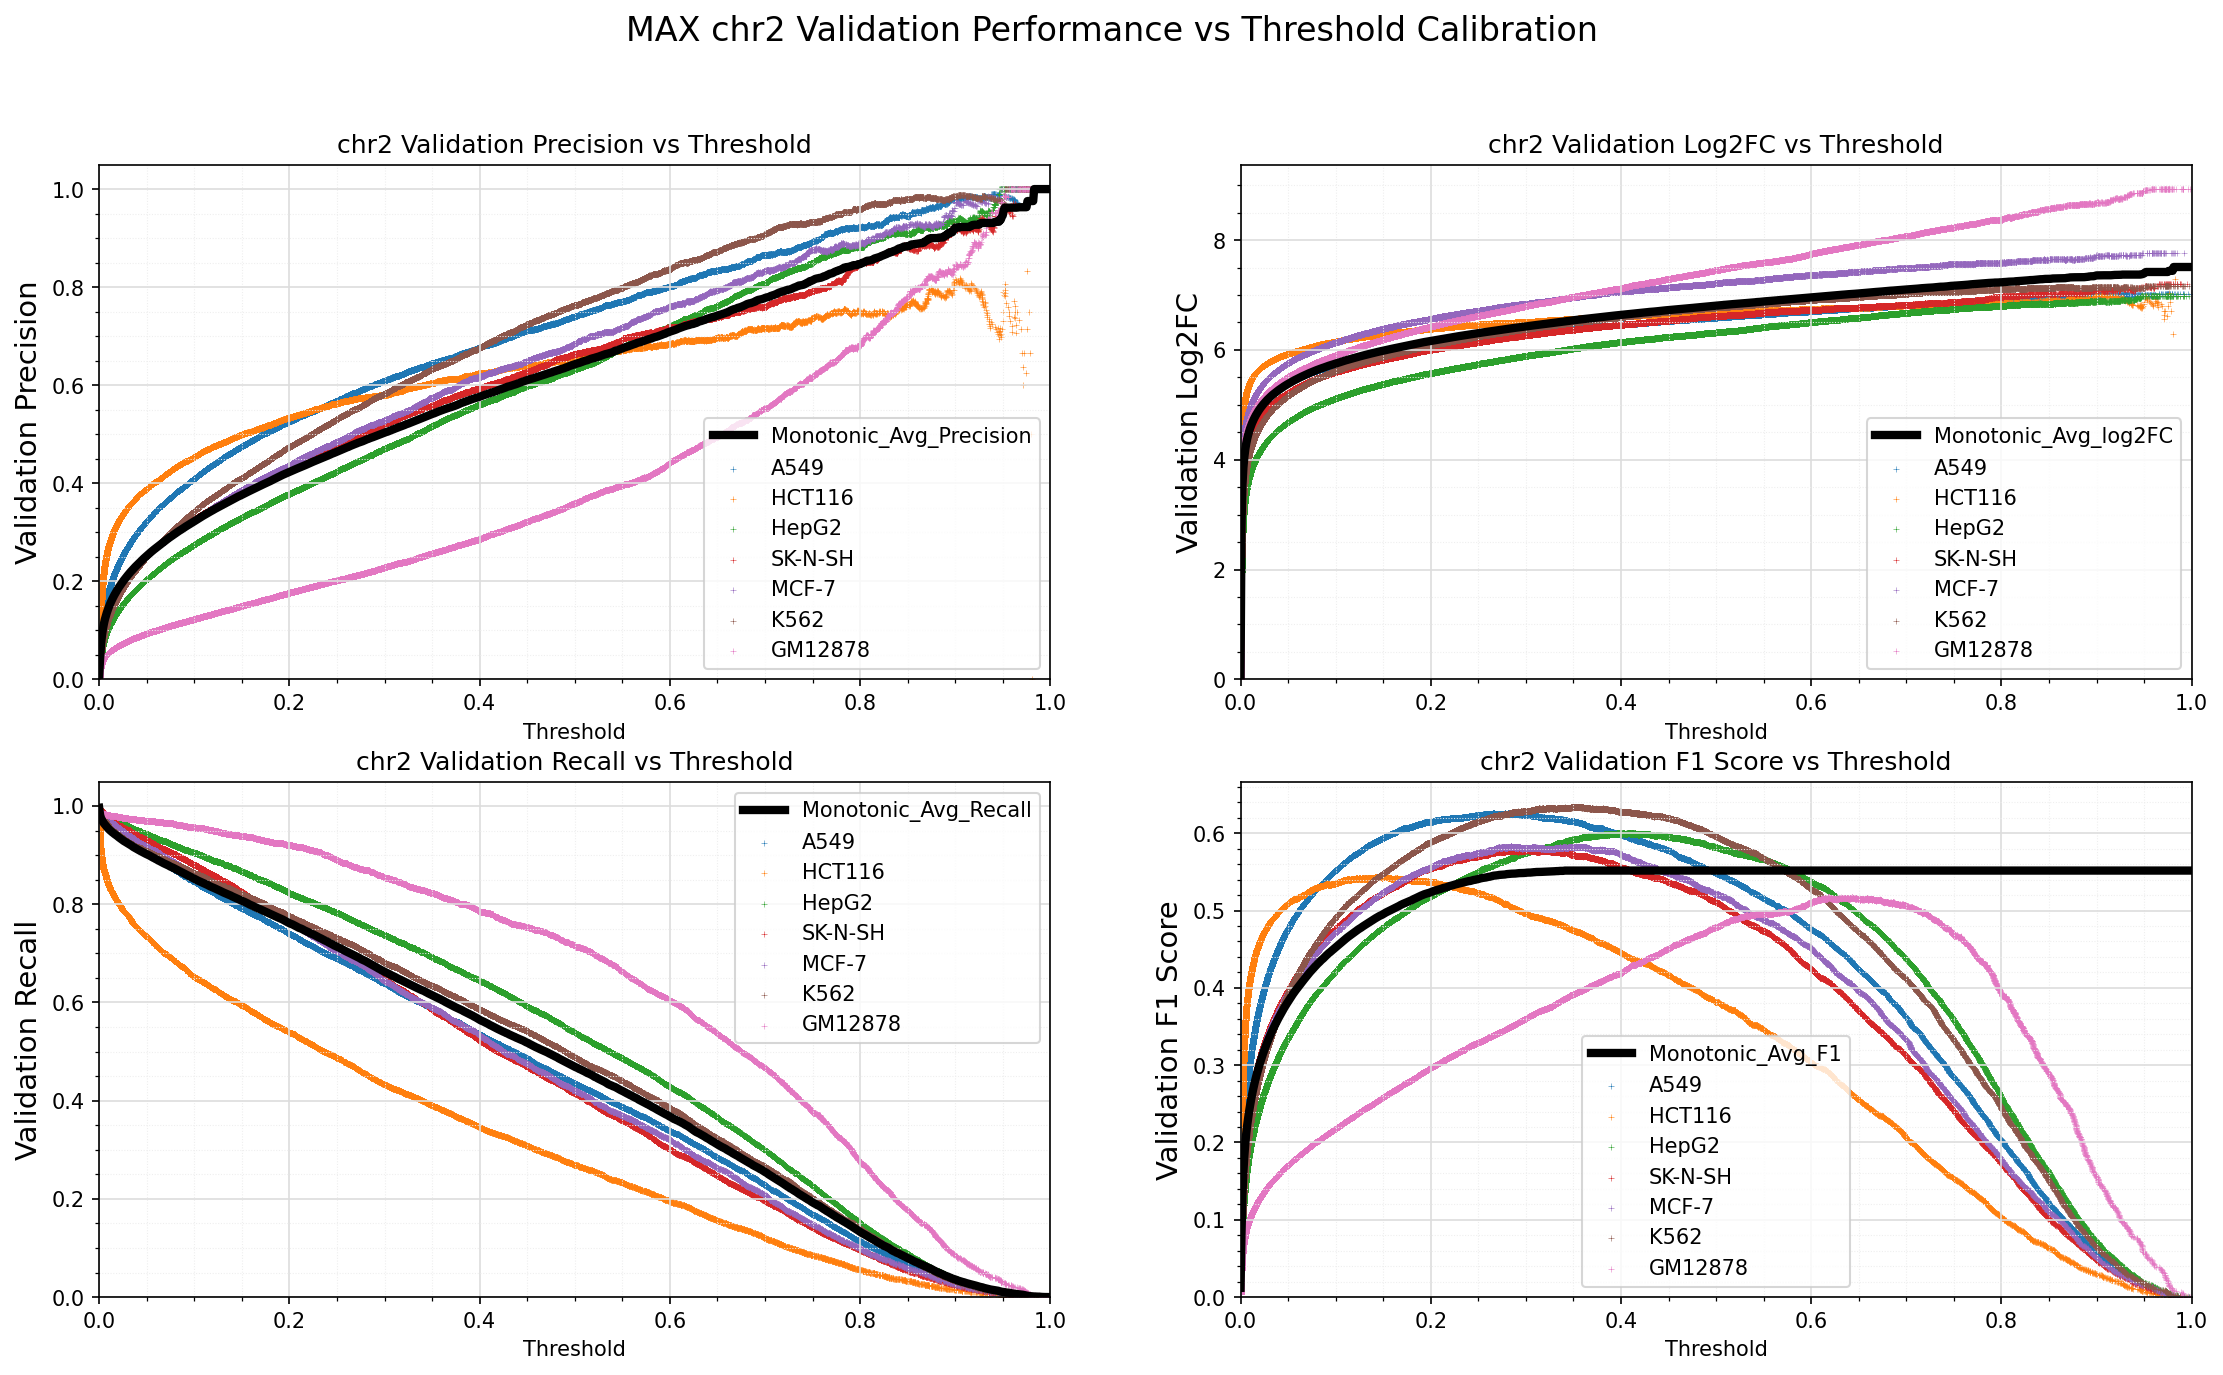 MAX chr2 Validation Performance vs Threshold Calibration
chr2 Validation Precision vs Threshold
Validation Precision
1.0
0.8
0.6
0.4
0.2
0.0
Monotonic_Avg_Precision
A549
HCT116
HepG2
SK-N-SH
MCF-7
K562
GM12878
0.0 0.2 0.4 0.6 0.8 1.0
Threshold
chr2 Validation Log2FC vs Threshold
Validation Log2FC
8
6
4
2
0
Monotonic_Avg_log2FC
A549
HCT116
HepG2
SK-N-SH
MCF-7
K562
GM12878
0.0 0.2 0.4 0.6 0.8 1.0
Threshold
chr2 Validation Recall vs Threshold
Validation Recall
1.0
0.8
0.6
0.4
0.2
0.0
Monotonic_Avg_Recall
A549
HCT116
HepG2
SK-N-SH
MCF-7
K562
GM12878
0.0 0.2 0.4 0.6 0.8 1.0
Threshold
chr2 Validation F1 Score vs Threshold
Validation F1 Score
0.6
0.5
0.4
0.3
0.2
0.1
0.0
Monotonic_Avg_F1
A549
HCT116
HepG2
SK-N-SH
MCF-7
K562
GM12878
0.0 0.2 0.4 0.6 0.8 1.0
Threshold